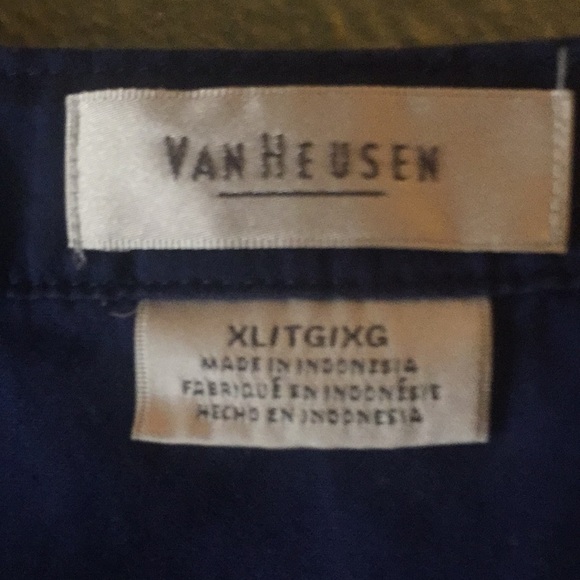 VAN HEUSEN
XL/TG/XG
MADE IN INDONESIA
FABRIQUÉ EN INDONÉSIE
HECHO EN INDONESIA